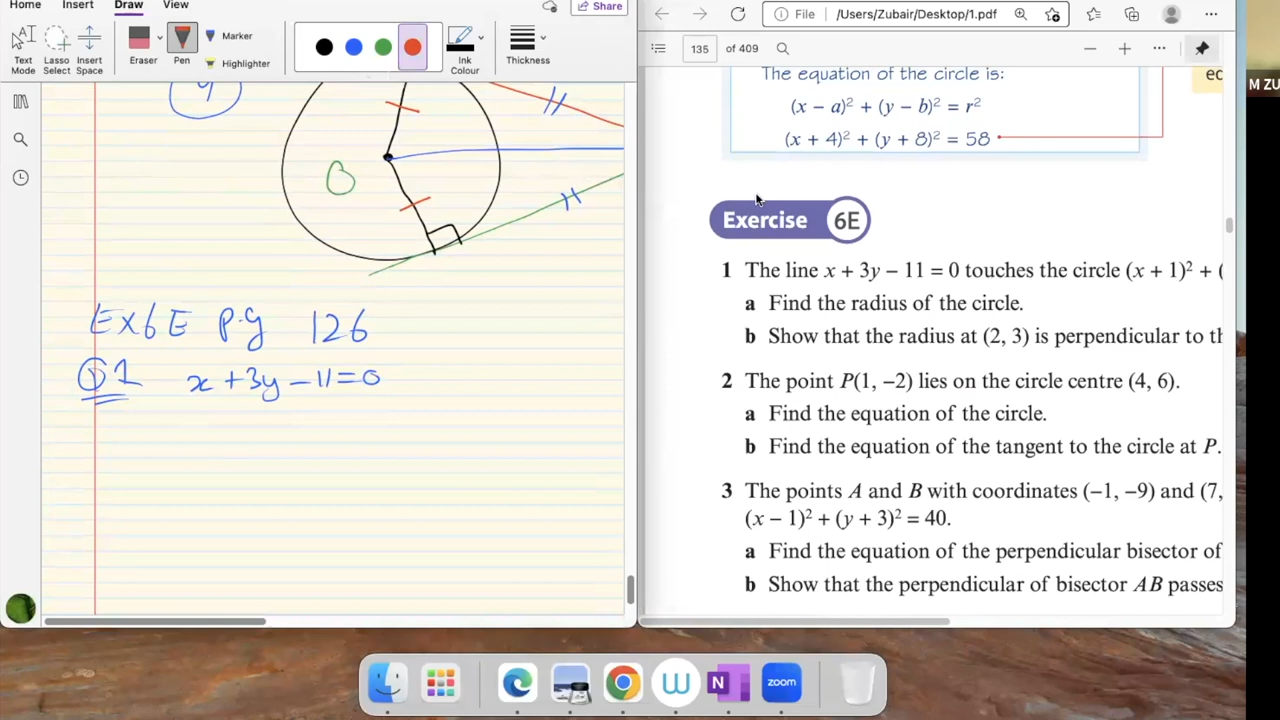 Home Insert Draw View
Share
Text Mode
Lasso Select
Insert Space
Eraser
Pen
Marker
Highlighter
Ink Colour
Thickness
Ex6E P.g 126
Q1 x + 3y - 11 = 0
File /Users/Zubair/Desktop/1.pdf
135 of 409
The equation of the circle is:
(x − a)² + (y − b)² = r²
(x + 4)² + (y + 8)² = 58
Exercise 6E
1 The line x + 3y − 11 = 0 touches the circle (x + 1)² + (
a Find the radius of the circle.
b Show that the radius at (2, 3) is perpendicular to th
2 The point P(1, −2) lies on the circle centre (4, 6).
a Find the equation of the circle.
b Find the equation of the tangent to the circle at P.
3 The points A and B with coordinates (−1, −9) and (7,
(x − 1)² + (y + 3)² = 40.
a Find the equation of the perpendicular bisector of
b Show that the perpendicular of bisector AB passes
M ZU
zoom